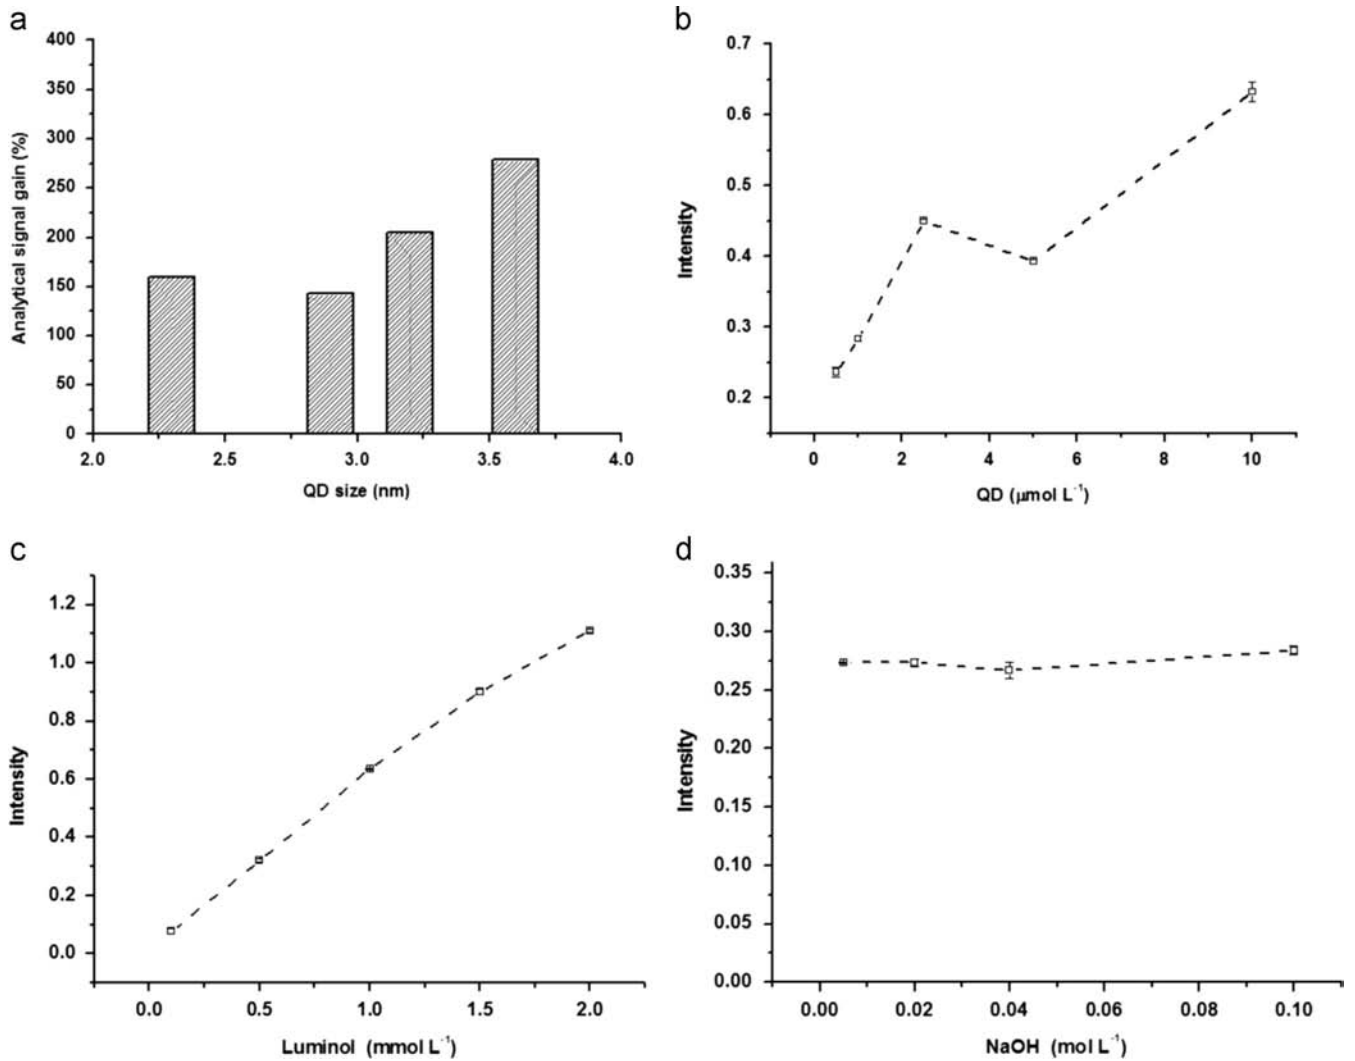 a
400
350
300
250
200
150
100
50
0
Analytical signal gain (%)
2.0 2.5 3.0 3.5 4.0
QD size (nm)
b
0.7
0.6
0.5
0.4
0.3
0.2
Intensity
0 2 4 6 8 10
QD (μmol L⁻¹)
c
1.2
1.0
0.8
0.6
0.4
0.2
0.0
Intensity
0.0 0.5 1.0 1.5 2.0
Luminol (mmol L⁻¹)
d
0.35
0.30
0.25
0.20
0.15
0.10
0.05
0.00
Intensity
0.00 0.02 0.04 0.06 0.08 0.10
NaOH (mol L⁻¹)